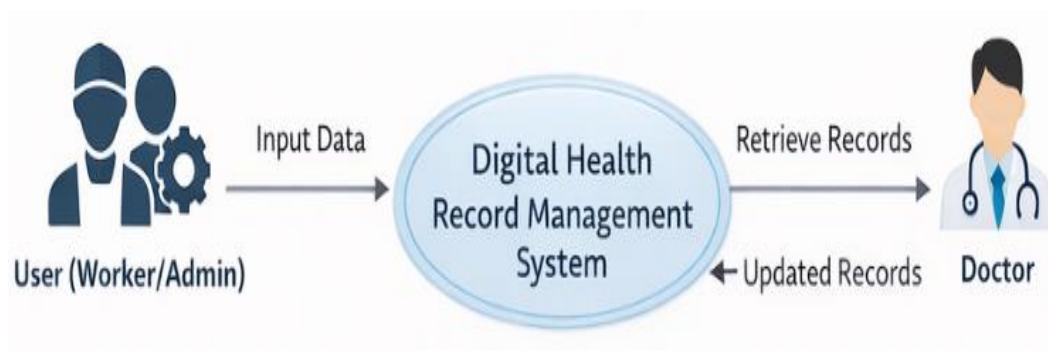 Input Data
User (Worker/Admin)
Digital Health
Record Management
System
Retrieve Records
Updated Records
Doctor